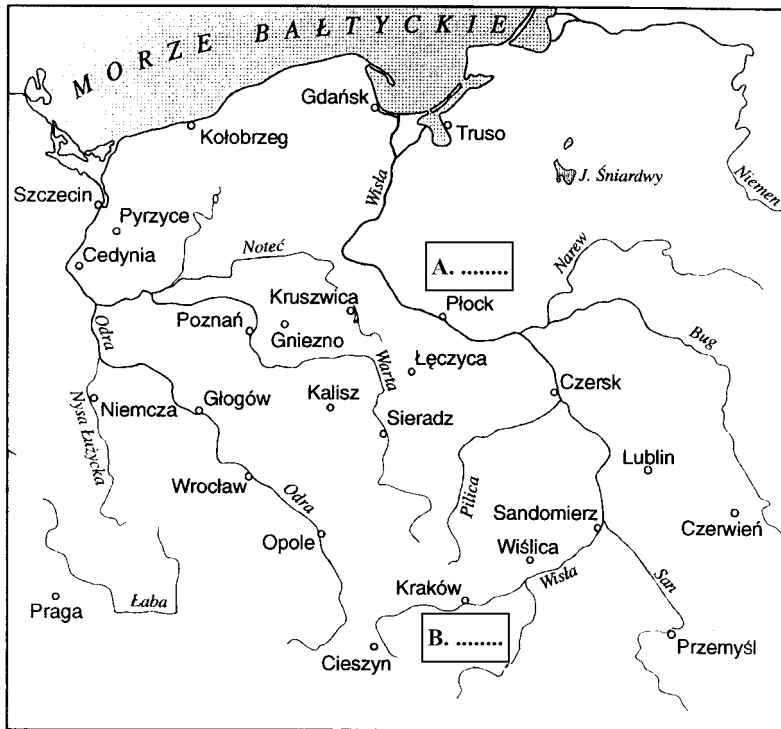 MORZE BAŁTYCKIE
Gdańsk
Kołobrzeg
Truso
J. Śniardwy
Niemen
Wisła
Szczecin
Pyrzyce
Cedynia
Noteć
A. .........
Narew
Kruszwica
Płock
Poznań
Gniezno
Odra
Warta
Łęczyca
Bug
Nysa Łużycka
Niemcza
Głogów
Kalisz
Czersk
Sieradz
Wrocław
Odra
Pilica
Lublin
Opole
Sandomierz
Czerwień
Wiślica
Wisła
San
Kraków
Praga
Łaba
B. .........
Cieszyn
Przemyśl